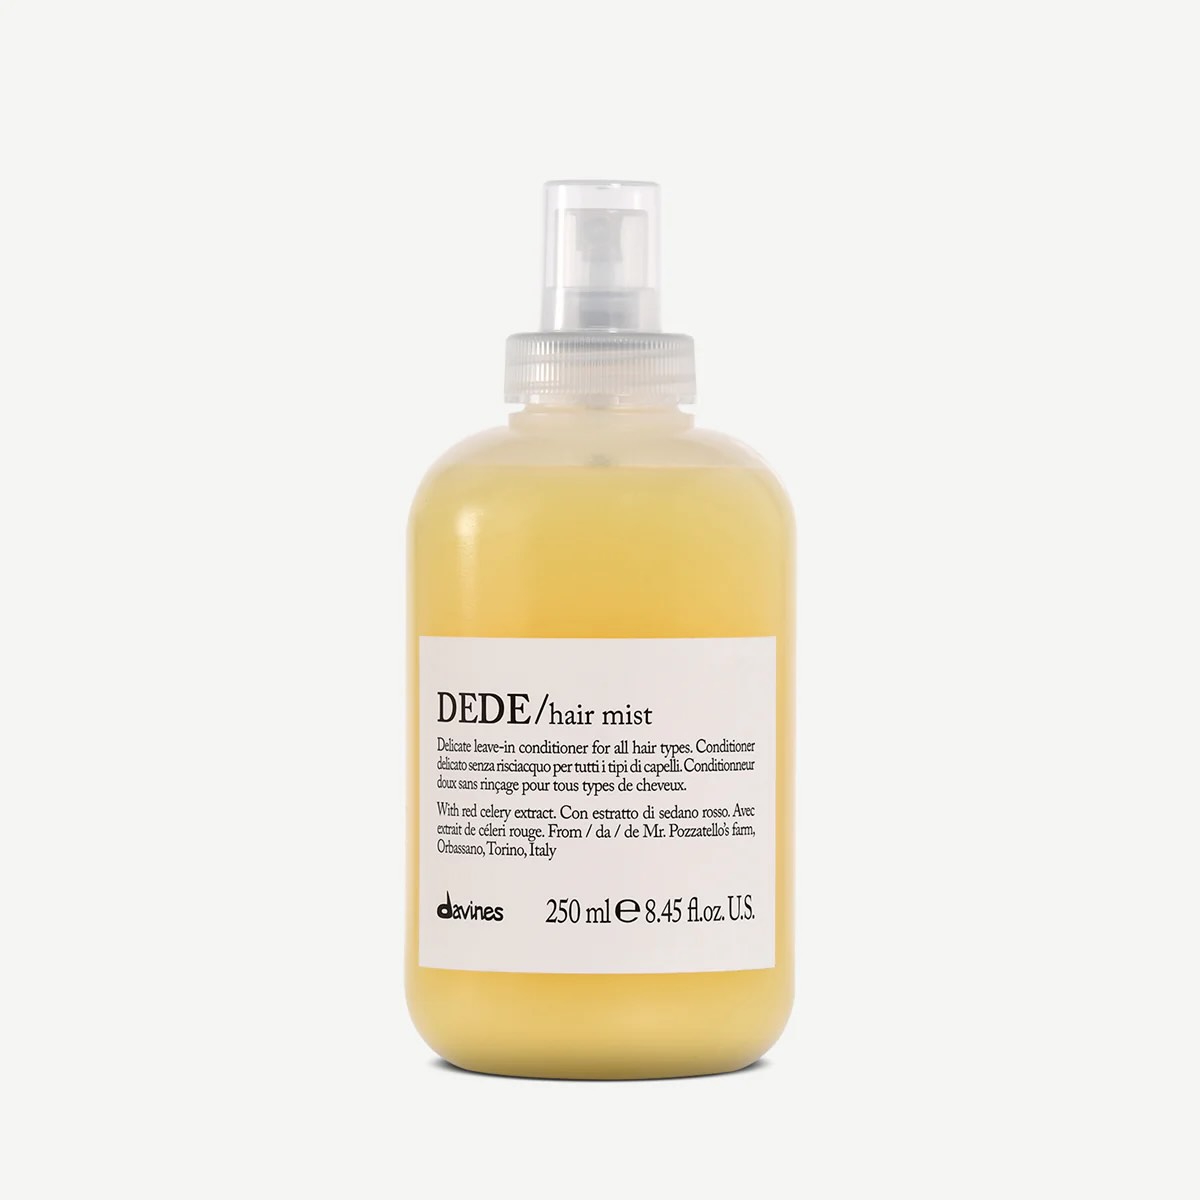 DEDE/hair mist
Delicate leave-in conditioner for all hair types. Conditioner
delicato senza risciacquo per tutti i tipi di capelli. Conditionneur
doux sans rinçage pour tous types de cheveux.
With red celery extract. Con estratto di sedano rosso. Avec
extrait de céleri rouge. From / da / de Mr. Pozzatello's farm,
Orbassano, Torino, Italy
davines 250 ml e 8.45 fl.oz. U.S.